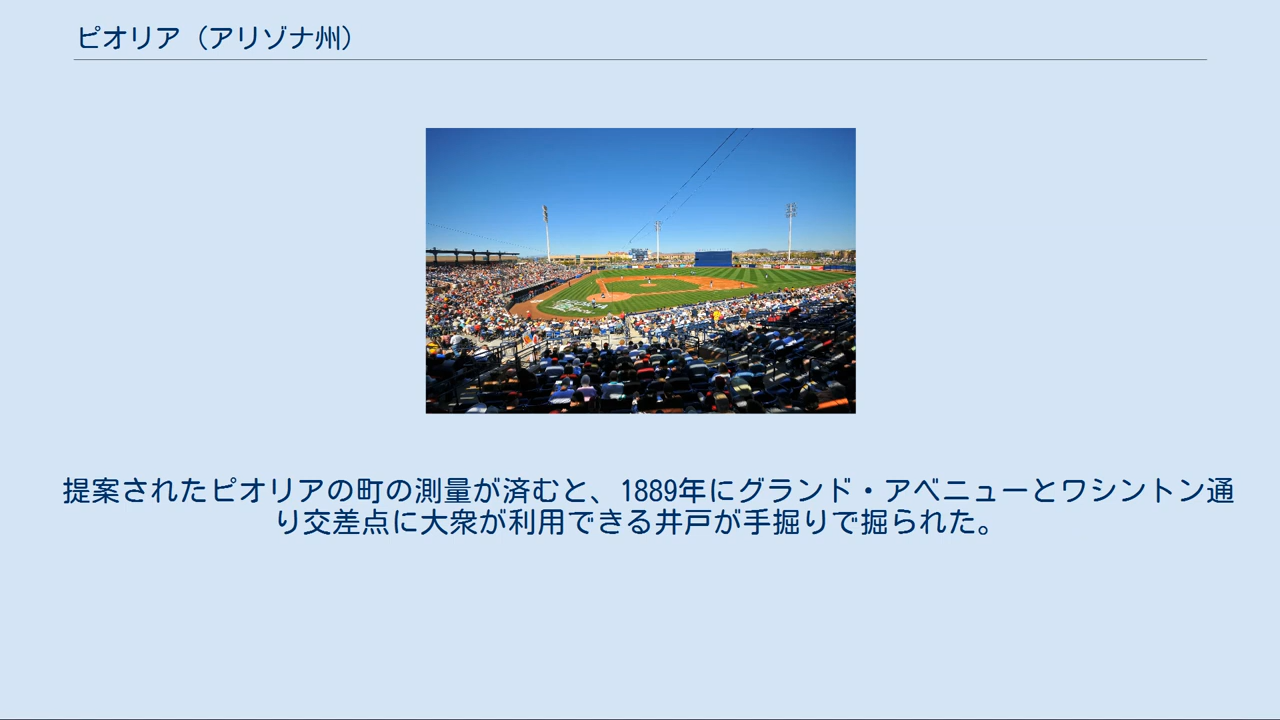 ピオリア（アリゾナ州）
提案されたピオリアの町の測量が済むと、1889年にグランド・アベニューとワシントン通
り交差点に大衆が利用できる井戸が手掘りで掘られた。